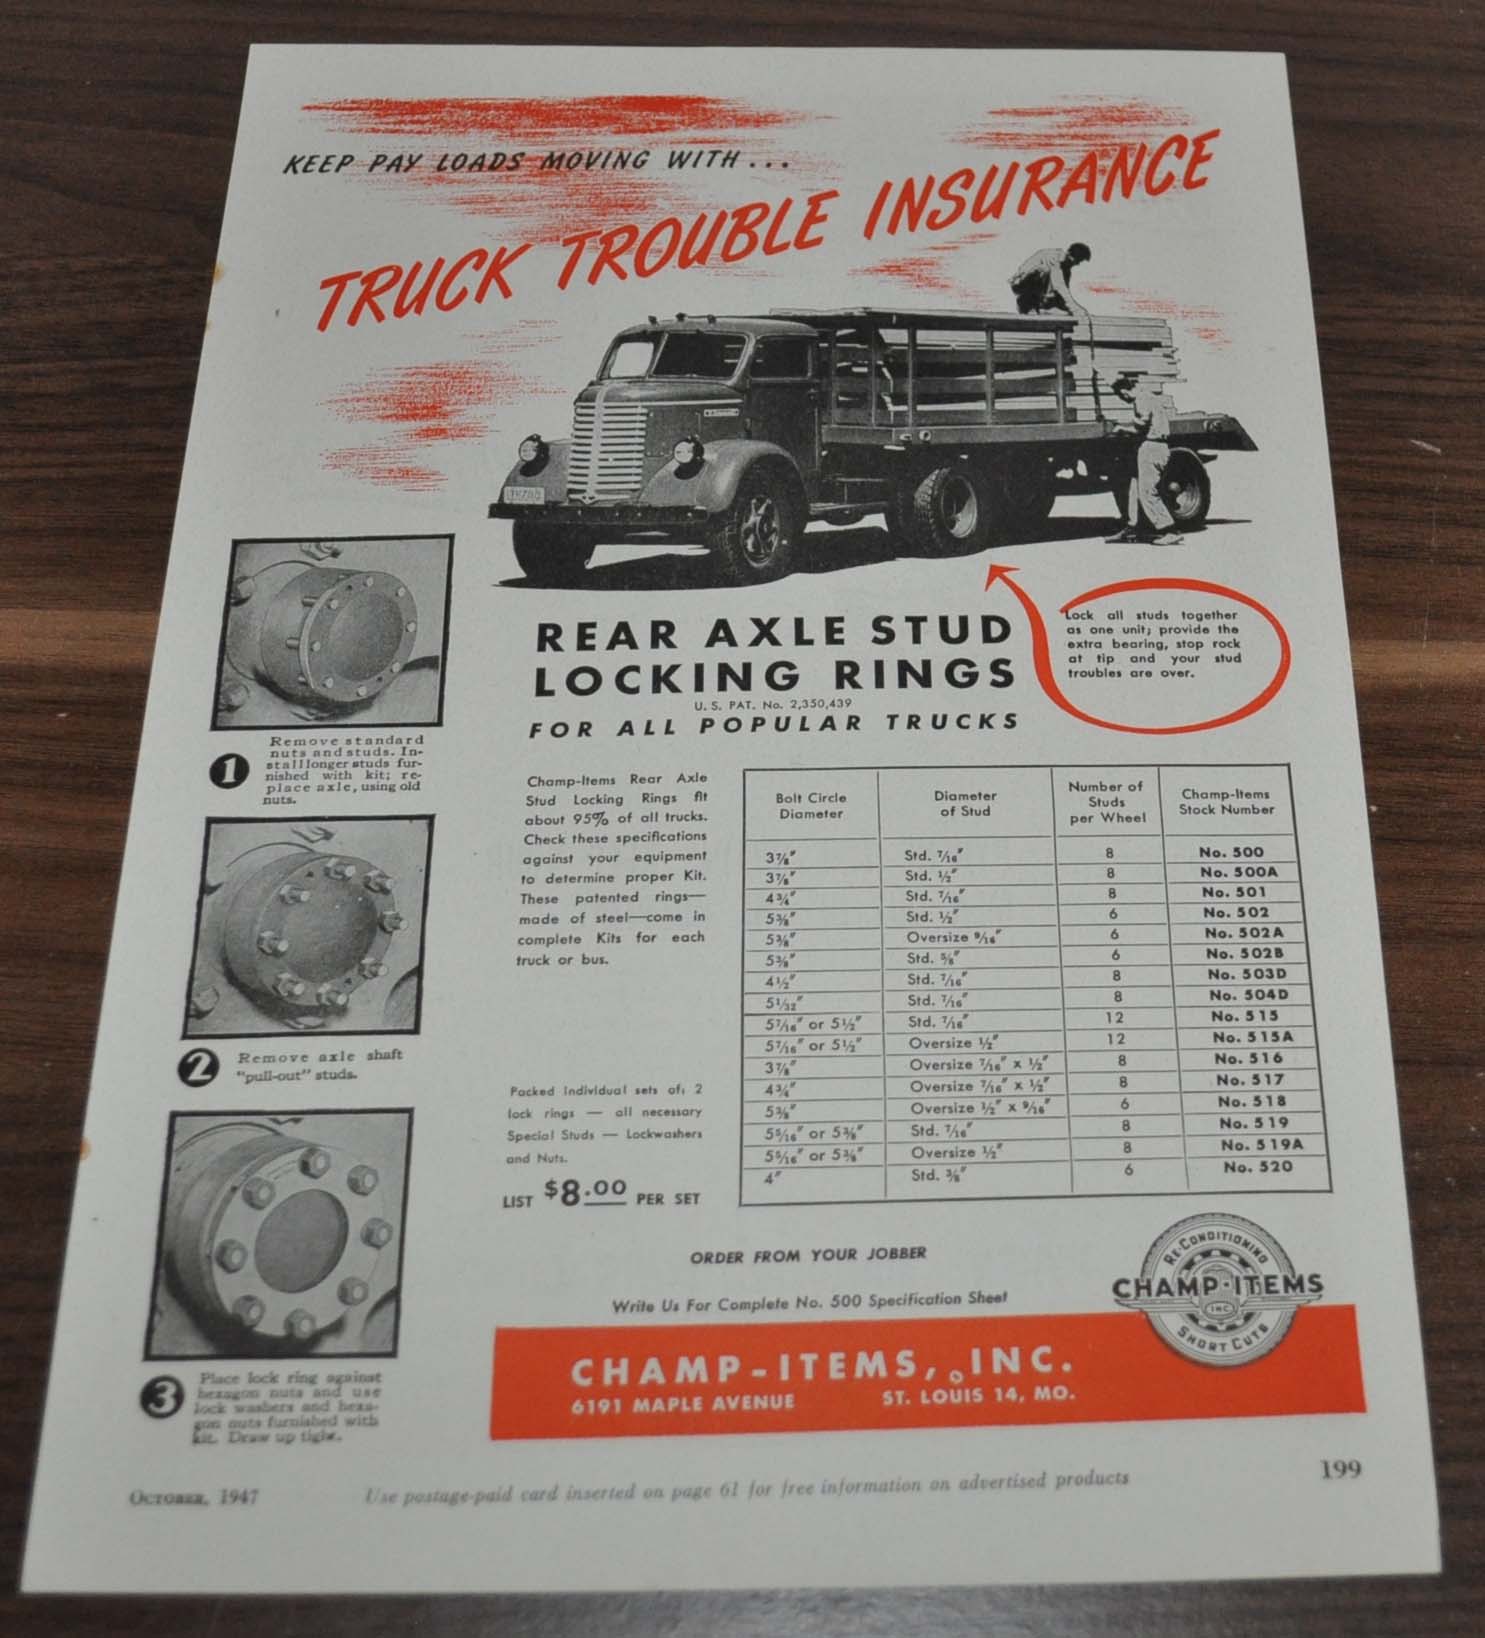 KEEP PAY LOADS MOVING WITH...
TRUCK TROUBLE INSURANCE
REAR AXLE STUD
LOCKING RINGS
U. S. PAT. No. 2,350,439
FOR ALL POPULAR TRUCKS
Lock all studs together
as one unit; provide the
extra bearing, stop rock
at tip and your stud
troubles are over.
1
Remove standard
nuts and studs. In-
stall longer studs fur-
nished with kit; re-
place axle, using old
nuts.
2
Remove axle shaft
"pull-out" studs.
3
Place lock ring against
hexagon nuts and use
lock washers and hexa-
gon nuts furnished with
kit. Draw up tight.
Champ-Items Rear Axle
Stud Locking Rings fit
about 95% of all trucks.
Check these specifications
against your equipment
to determine proper Kit.
These patented rings—
made of steel—come in
complete Kits for each
truck or bus.
Packed individual sets of: 2
lock rings — all necessary
Special Studs — Lockwashers
and Nuts.
LIST $8.00 PER SET
Bolt Circle Diameter Diameter of Stud Number of Studs per Wheel Champ-Items Stock Number
3⅞" Std. 7/16" 8 No. 500
3⅞" Std. ½" 8 No. 500A
4¾" Std. 7/16" 8 No. 501
5⅜" Std. ½" 6 No. 502
5⅜" Oversize 9/16" 6 No. 502A
5⅜" Std. ⅝" 6 No. 502B
4½" Std. 7/16" 8 No. 503D
5 1/32" Std. 7/16" 8 No. 504D
5 7/16" or 5½" Std. 7/16" 12 No. 515
5 7/16" or 5½" Oversize ½" 12 No. 515A
3⅞" Oversize 7/16" x ½" 8 No. 516
4¾" Oversize 7/16" x ½" 8 No. 517
5⅜" Oversize ½" x 9/16" 6 No. 518
5 5/16" or 5⅜" Std. 7/16" 8 No. 519
5 5/16" or 5⅜" Oversize ½" 8 No. 519A
4" Std. ⅜" 6 No. 520
ORDER FROM YOUR JOBBER
Write Us For Complete No. 500 Specification Sheet
RE-CONDITIONING
CHAMP-ITEMS
INC.
SHORT CUTS
CHAMP-ITEMS, INC.
6191 MAPLE AVENUE ST. LOUIS 14, MO.
OCTOBER, 1947 Use postage-paid card inserted on page 61 for free information on advertised products 199